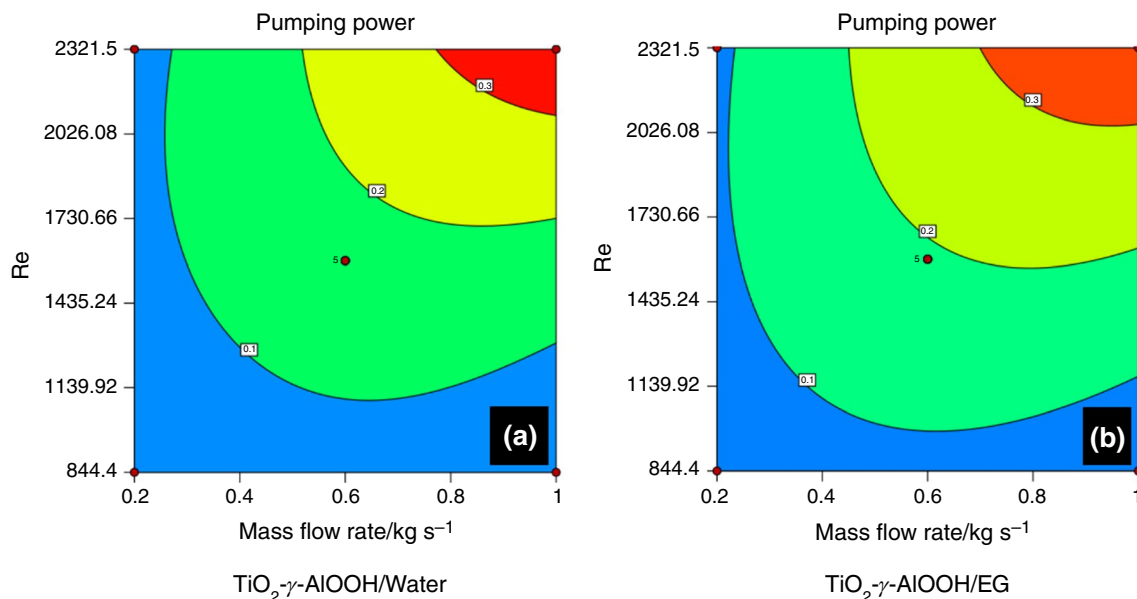 Pumping power
2321.5
2026.08
1730.66
1435.24
1139.92
844.4
Re
0.3
0.2
5
0.1
(a)
0.2 0.4 0.6 0.8 1
Mass flow rate/kg s⁻¹
TiO₂-γ-AlOOH/Water
Pumping power
2321.5
2026.08
1730.66
1435.24
1139.92
844.4
Re
0.3
0.2
5
0.1
(b)
0.2 0.4 0.6 0.8 1
Mass flow rate/kg s⁻¹
TiO₂-γ-AlOOH/EG